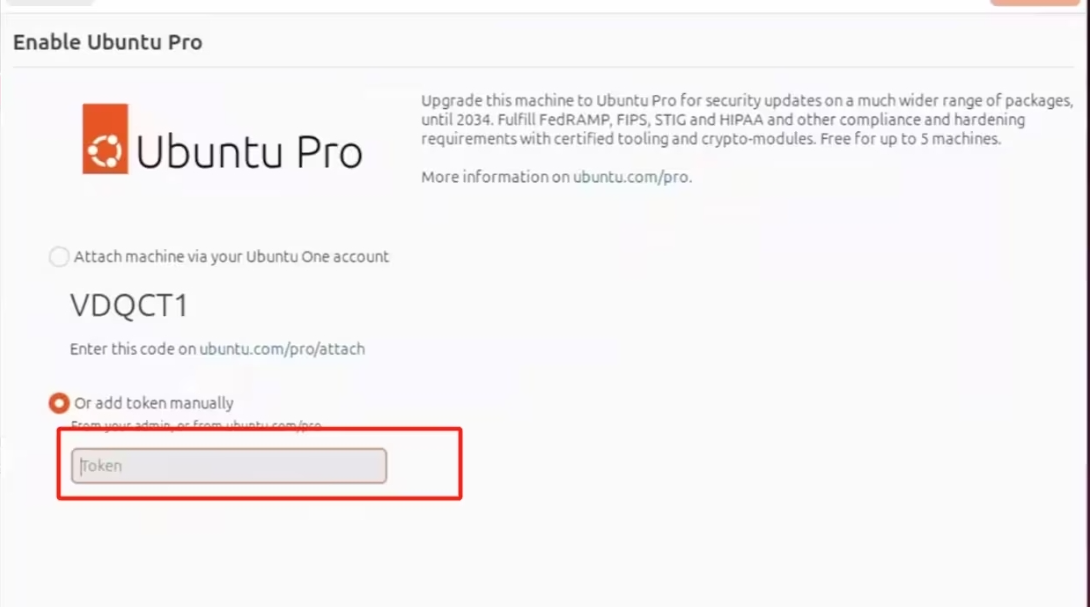 Enable Ubuntu Pro
Ubuntu Pro
Upgrade this machine to Ubuntu Pro for security updates on a much wider range of packages,
until 2034. Fulfill FedRAMP, FIPS, STIG and HIPAA and other compliance and hardening
requirements with certified tooling and crypto-modules. Free for up to 5 machines.
More information on ubuntu.com/pro.
Attach machine via your Ubuntu One account
VDQCT1
Enter this code on ubuntu.com/pro/attach
Or add token manually
From your admin, or from ubuntu.com/pro
Token